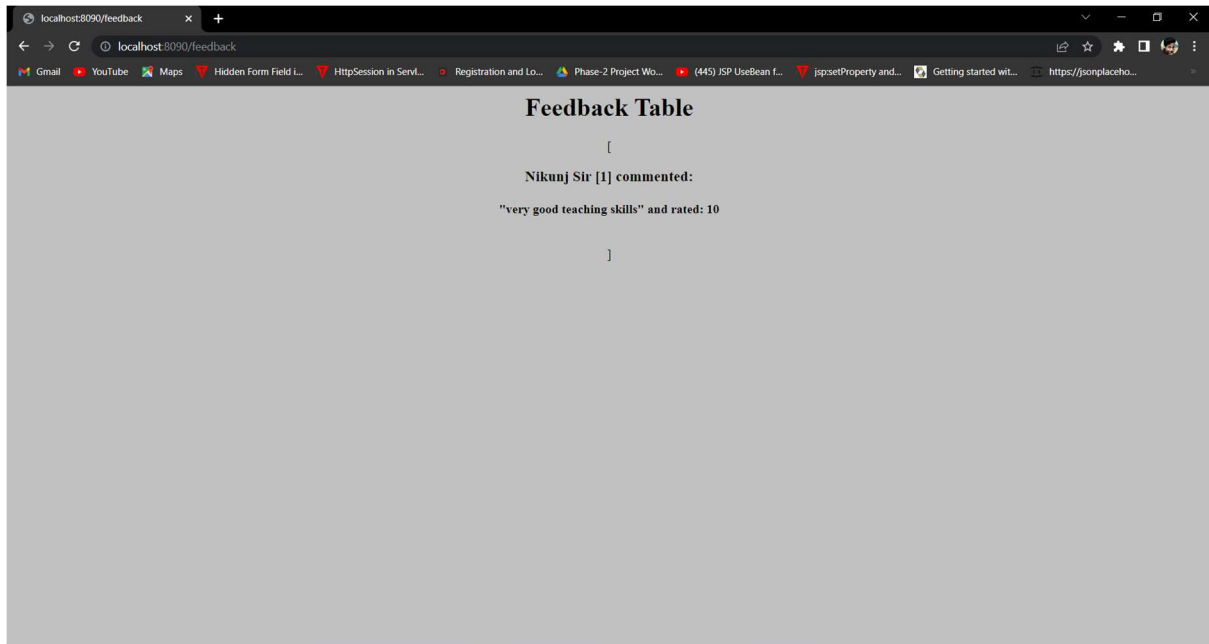 localhost:8090/feedback
localhost:8090/feedback
Gmail YouTube Maps Hidden Form Field i... HttpSession in Servl... Registration and Lo... Phase-2 Project Wo... (445) JSP UseBean f... jsp:setProperty and... Getting started wit... https://jsonplaceho...
Feedback Table
[
Nikunj Sir [1] commented:
"very good teaching skills" and rated: 10
]